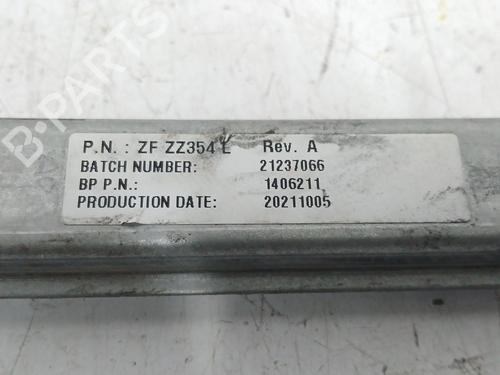 B-PARTS
P.N. : ZF ZZ354 L Rev. A
BATCH NUMBER: 21237066
BP P.N.: 1406211
PRODUCTION DATE: 20211005